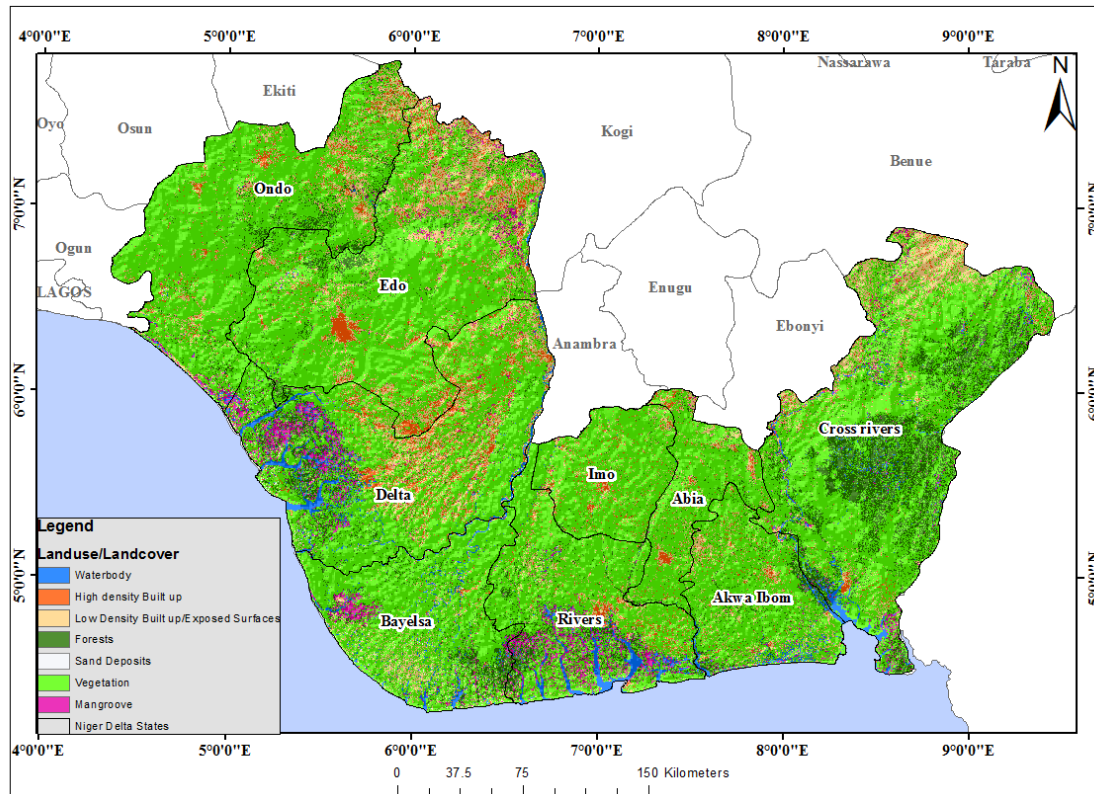 4°0'0"E 5°0'0"E 6°0'0"E 7°0'0"E 8°0'0"E 9°0'0"E
Nassarawa Taraba
N
Ekiti
Oyo Osun Kogi
Benue
Ondo
7°0'0"N 7°0'0"N
Ogun
LAGOS
Edo
Enugu
Ebonyi
Anambra
6°0'0"N 6°0'0"N
Cross rivers
Imo
Abia
Delta
Legend
Landuse/Landcover
Waterbody
High density Built up
Low Density Built up/Exposed Surfaces
Forests
Sand Deposits
Vegetation
Mangroove
Niger Delta States
5°0'0"N 5°0'0"N
Akwa Ibom
Rivers
Bayelsa
4°0'0"E 5°0'0"E 6°0'0"E 7°0'0"E 8°0'0"E 9°0'0"E
0 37.5 75 150 Kilometers